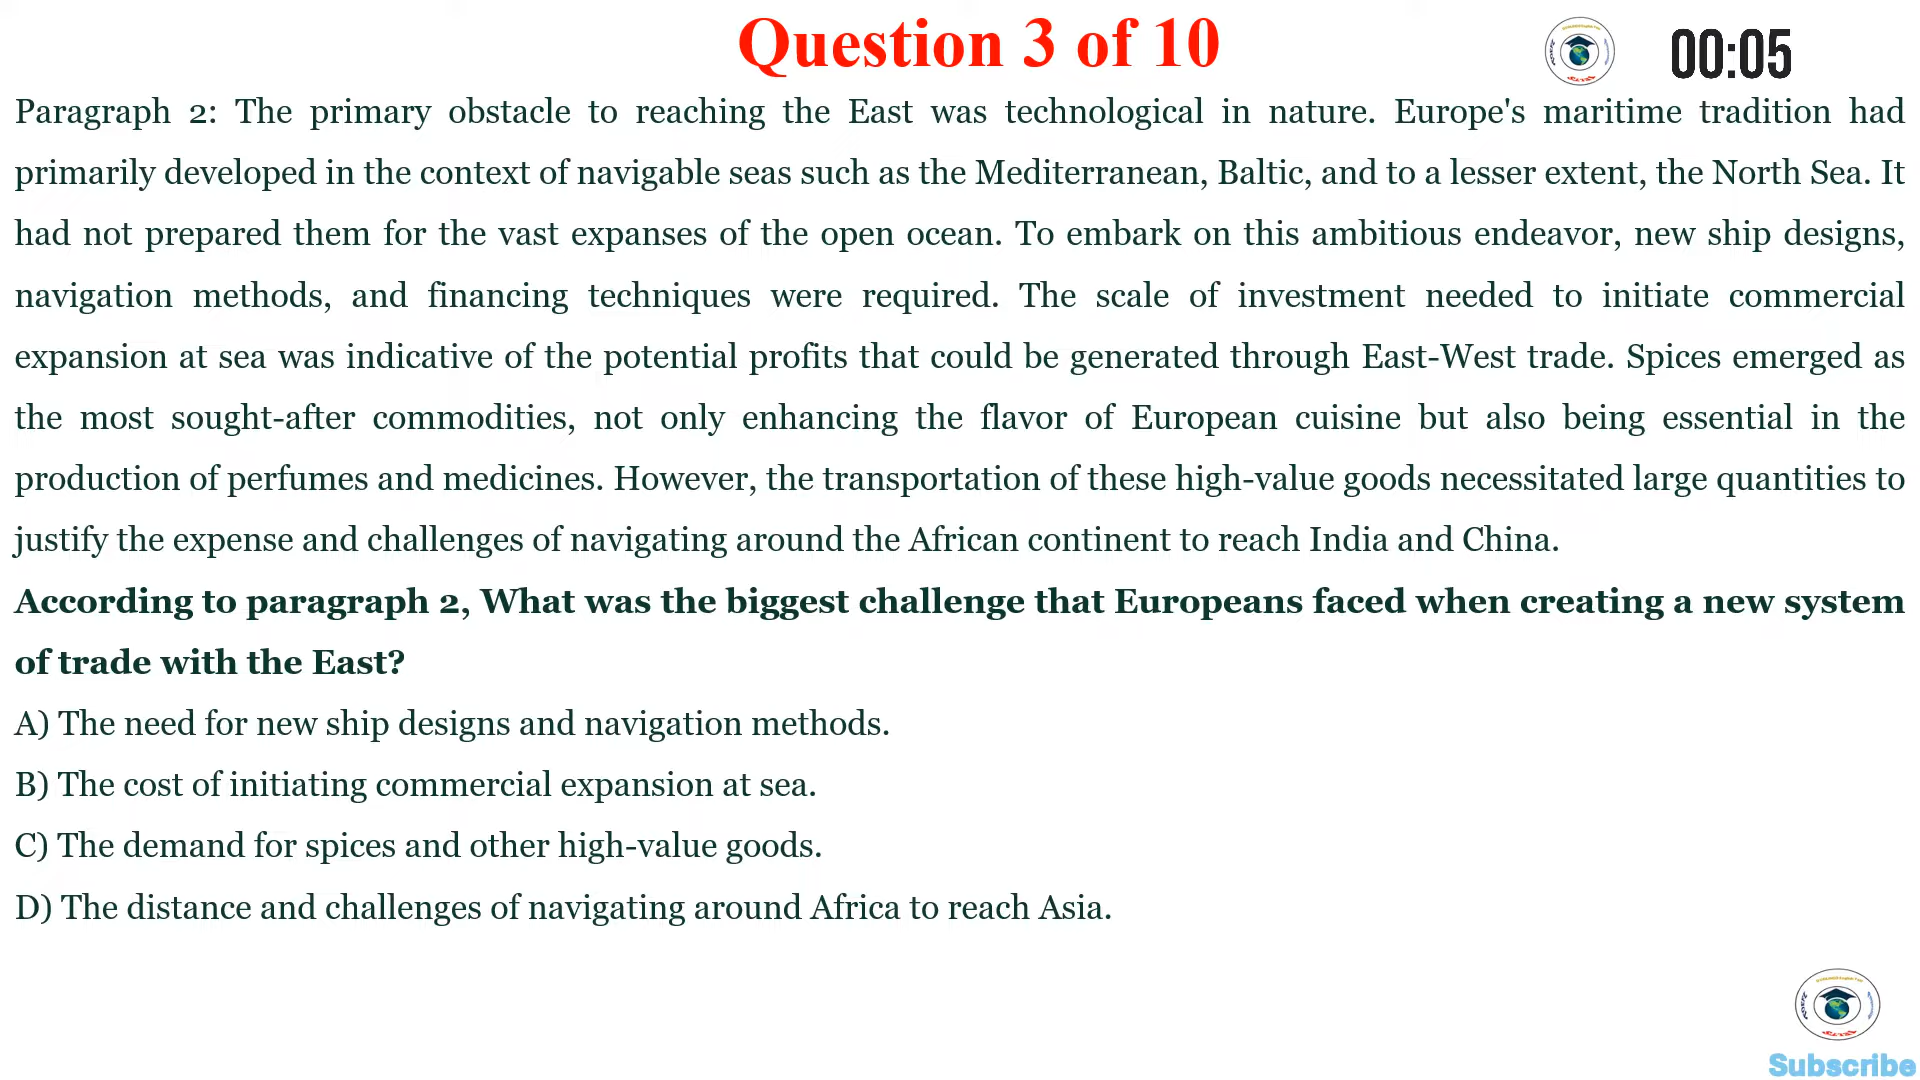 Question 3 of 10
00:05
Paragraph 2: The primary obstacle to reaching the East was technological in nature. Europe's maritime tradition had
primarily developed in the context of navigable seas such as the Mediterranean, Baltic, and to a lesser extent, the North Sea. It
had not prepared them for the vast expanses of the open ocean. To embark on this ambitious endeavor, new ship designs,
navigation methods, and financing techniques were required. The scale of investment needed to initiate commercial
expansion at sea was indicative of the potential profits that could be generated through East-West trade. Spices emerged as
the most sought-after commodities, not only enhancing the flavor of European cuisine but also being essential in the
production of perfumes and medicines. However, the transportation of these high-value goods necessitated large quantities to
justify the expense and challenges of navigating around the African continent to reach India and China.
According to paragraph 2, What was the biggest challenge that Europeans faced when creating a new system
of trade with the East?
A) The need for new ship designs and navigation methods.
B) The cost of initiating commercial expansion at sea.
C) The demand for spices and other high-value goods.
D) The distance and challenges of navigating around Africa to reach Asia.
Subscribe